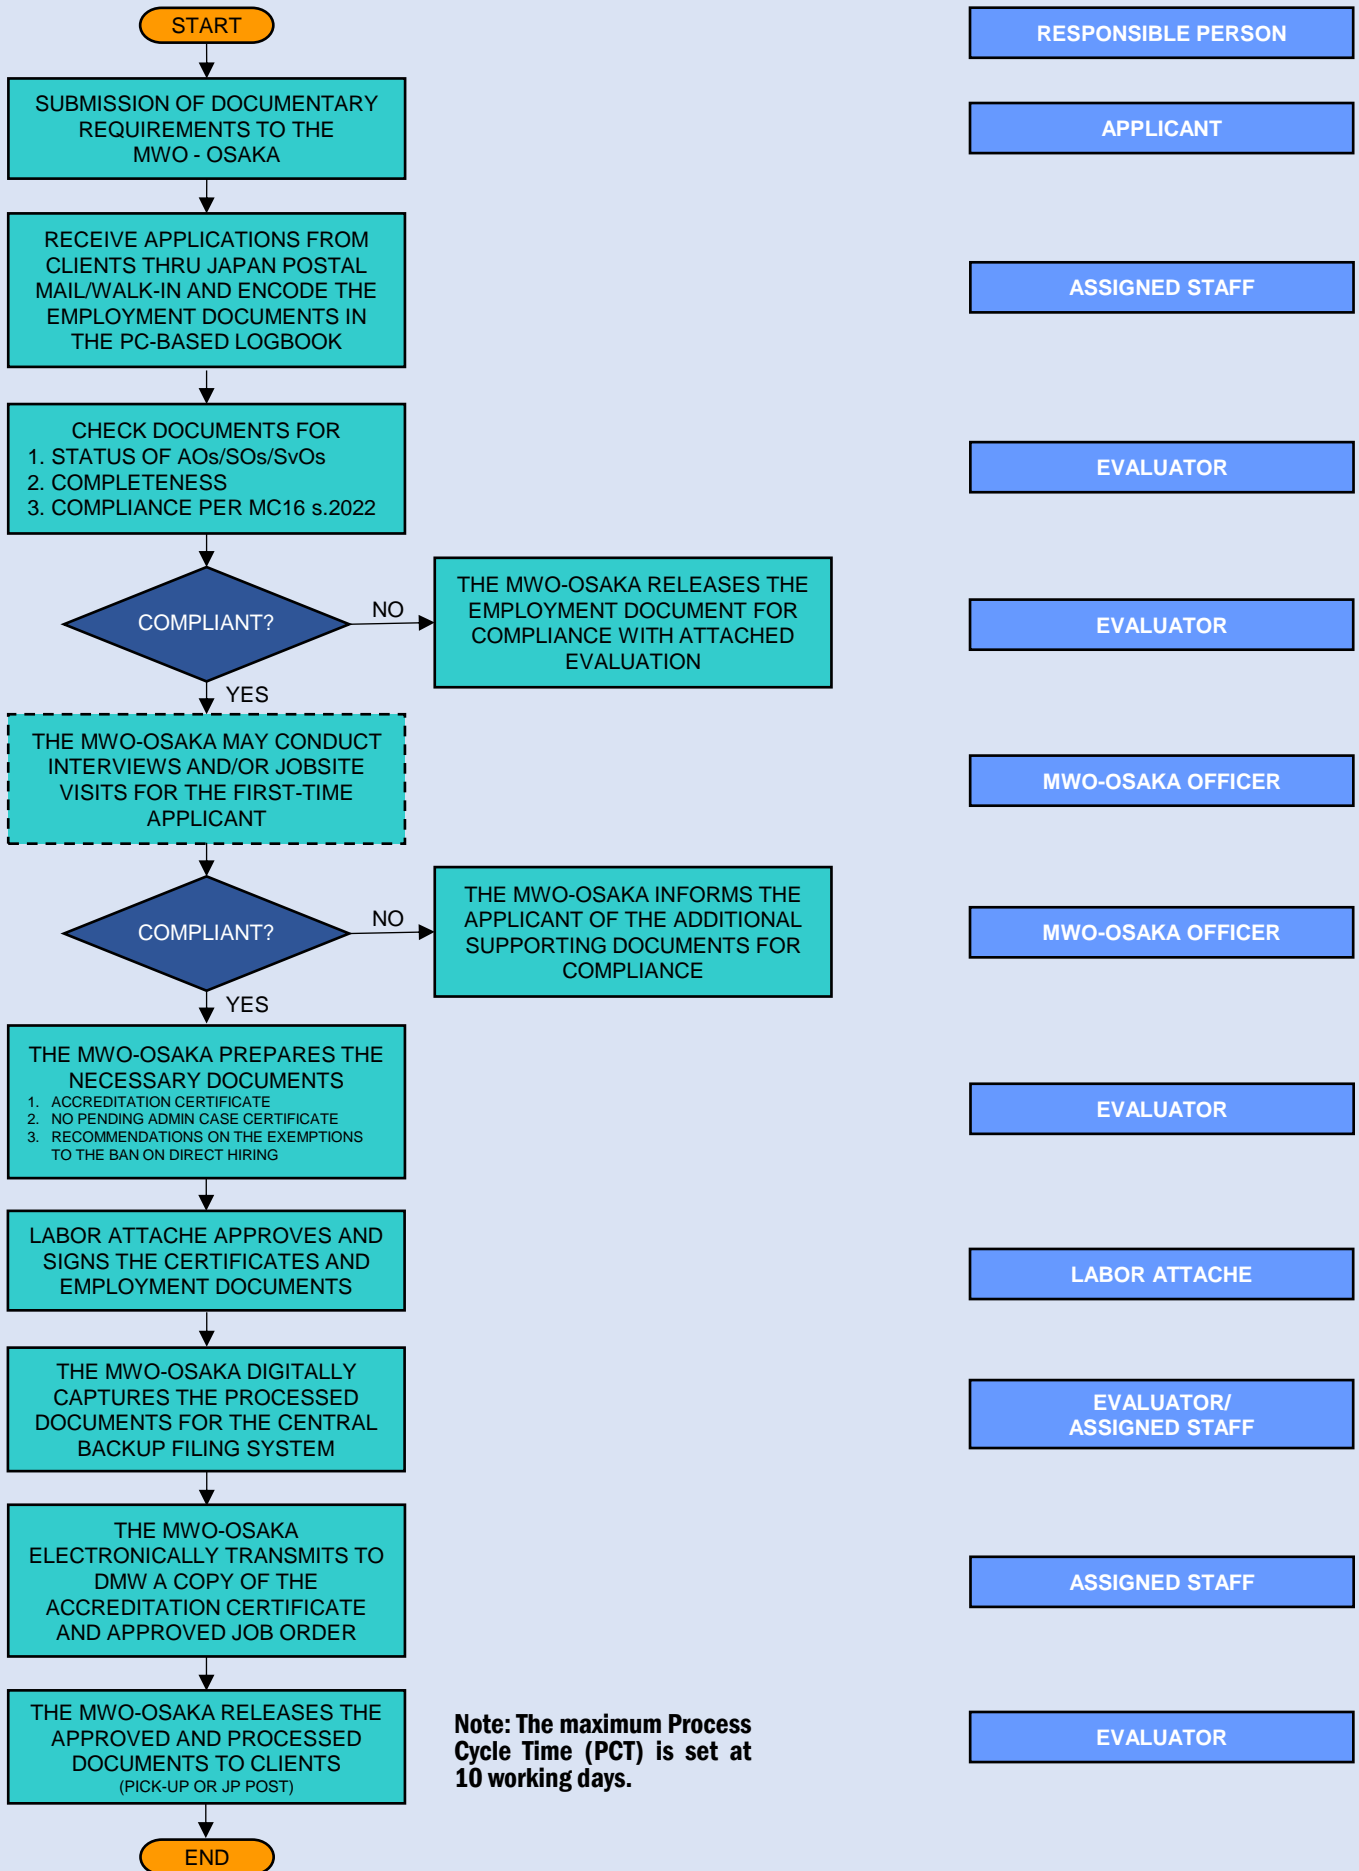 START
RESPONSIBLE PERSON
SUBMISSION OF DOCUMENTARY
REQUIREMENTS TO THE
MWO - OSAKA
APPLICANT
RECEIVE APPLICATIONS FROM
CLIENTS THRU JAPAN POSTAL
MAIL/WALK-IN AND ENCODE THE
EMPLOYMENT DOCUMENTS IN
THE PC-BASED LOGBOOK
ASSIGNED STAFF
CHECK DOCUMENTS FOR
1. STATUS OF AOs/SOs/SvOs
2. COMPLETENESS
3. COMPLIANCE PER MC16 s.2022
EVALUATOR
COMPLIANT?
NO
THE MWO-OSAKA RELEASES THE
EMPLOYMENT DOCUMENT FOR
COMPLIANCE WITH ATTACHED
EVALUATION
EVALUATOR
YES
THE MWO-OSAKA MAY CONDUCT
INTERVIEWS AND/OR JOBSITE
VISITS FOR THE FIRST-TIME
APPLICANT
MWO-OSAKA OFFICER
COMPLIANT?
NO
THE MWO-OSAKA INFORMS THE
APPLICANT OF THE ADDITIONAL
SUPPORTING DOCUMENTS FOR
COMPLIANCE
MWO-OSAKA OFFICER
YES
THE MWO-OSAKA PREPARES THE
NECESSARY DOCUMENTS
1. ACCREDITATION CERTIFICATE
2. NO PENDING ADMIN CASE CERTIFICATE
3. RECOMMENDATIONS ON THE EXEMPTIONS
TO THE BAN ON DIRECT HIRING
EVALUATOR
LABOR ATTACHE APPROVES AND
SIGNS THE CERTIFICATES AND
EMPLOYMENT DOCUMENTS
LABOR ATTACHE
THE MWO-OSAKA DIGITALLY
CAPTURES THE PROCESSED
DOCUMENTS FOR THE CENTRAL
BACKUP FILING SYSTEM
EVALUATOR/
ASSIGNED STAFF
THE MWO-OSAKA
ELECTRONICALLY TRANSMITS TO
DMW A COPY OF THE
ACCREDITATION CERTIFICATE
AND APPROVED JOB ORDER
ASSIGNED STAFF
THE MWO-OSAKA RELEASES THE
APPROVED AND PROCESSED
DOCUMENTS TO CLIENTS
(PICK-UP OR JP POST)
Note: The maximum Process
Cycle Time (PCT) is set at
10 working days.
EVALUATOR
END